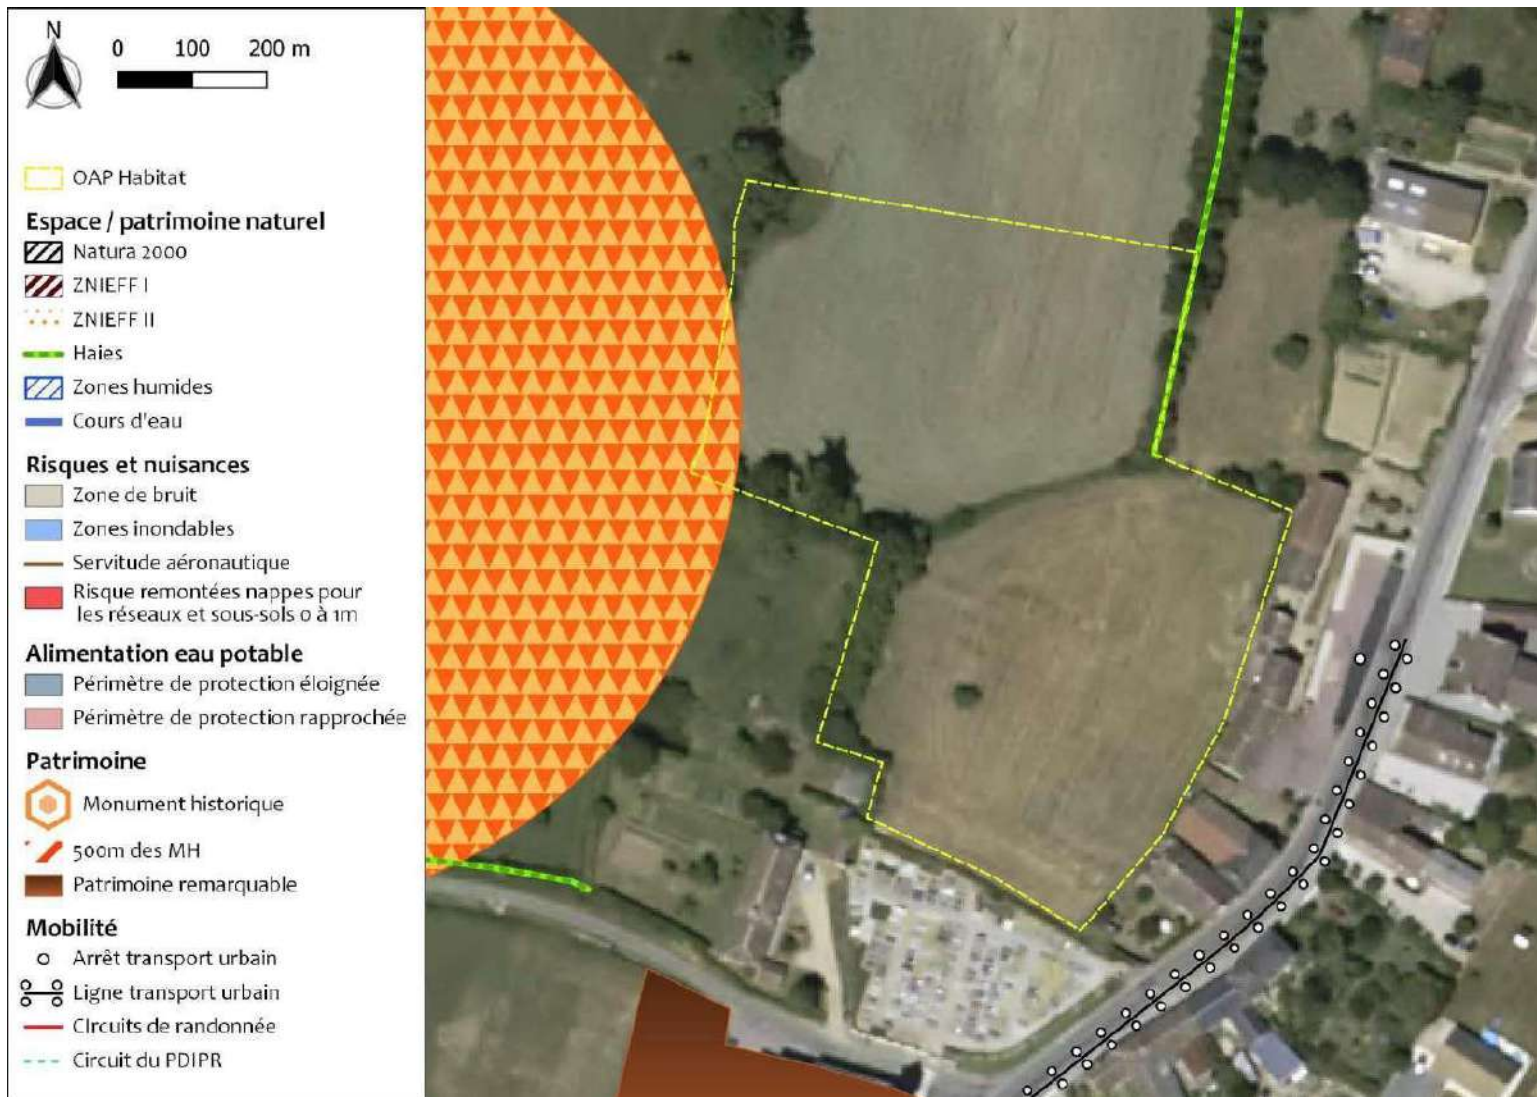 N
0 100 200 m
OAP Habitat
Espace / patrimoine naturel
Natura 2000
ZNIEFF I
ZNIEFF II
Haies
Zones humides
Cours d'eau
Risques et nuisances
Zone de bruit
Zones inondables
Servitude aéronautique
Risque remontées nappes pour
les réseaux et sous-sols 0 à 1m
Alimentation eau potable
Périmètre de protection éloignée
Périmètre de protection rapprochée
Patrimoine
Monument historique
500m des MH
Patrimoine remarquable
Mobilité
Arrêt transport urbain
Ligne transport urbain
CIrcuits de randonnée
Circuit du PDIPR